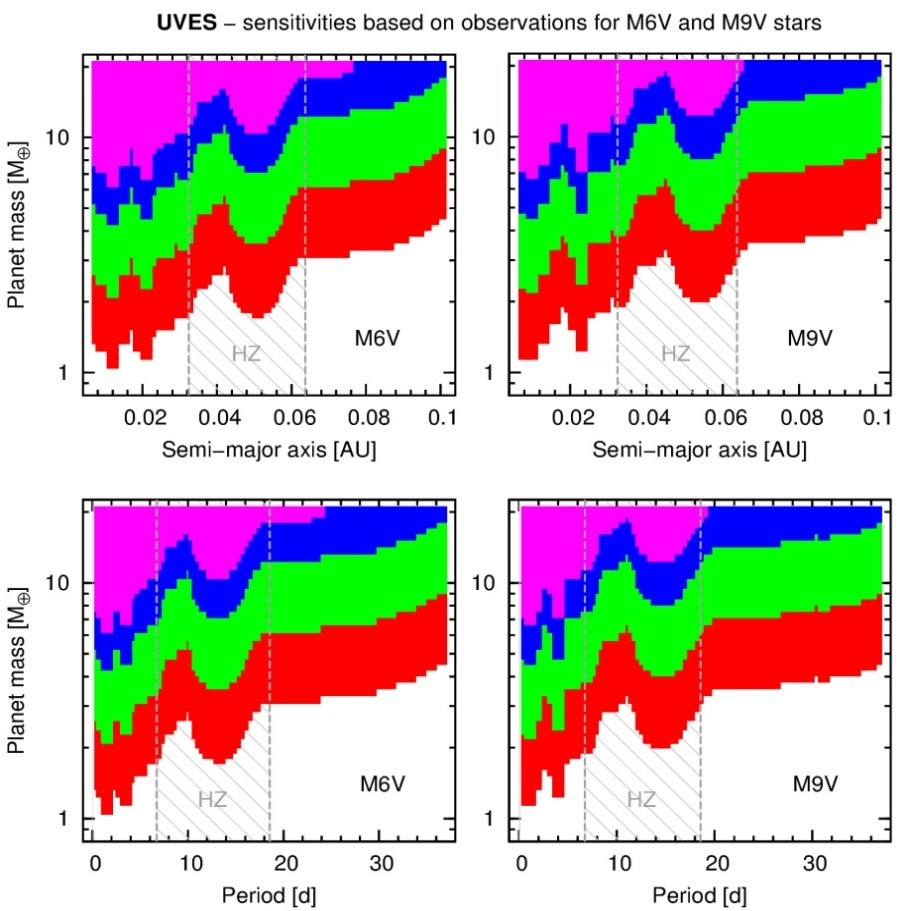 UVES – sensitivities based on observations for M6V and M9V stars
Planet mass [M⊕]
10
1
HZ
M6V
0.02 0.04 0.06 0.08 0.1
Semi–major axis [AU]
10
1
HZ
M9V
0.02 0.04 0.06 0.08 0.1
Semi–major axis [AU]
Planet mass [M⊕]
10
1
HZ
M6V
0 10 20 30
Period [d]
10
1
HZ
M9V
0 10 20 30
Period [d]